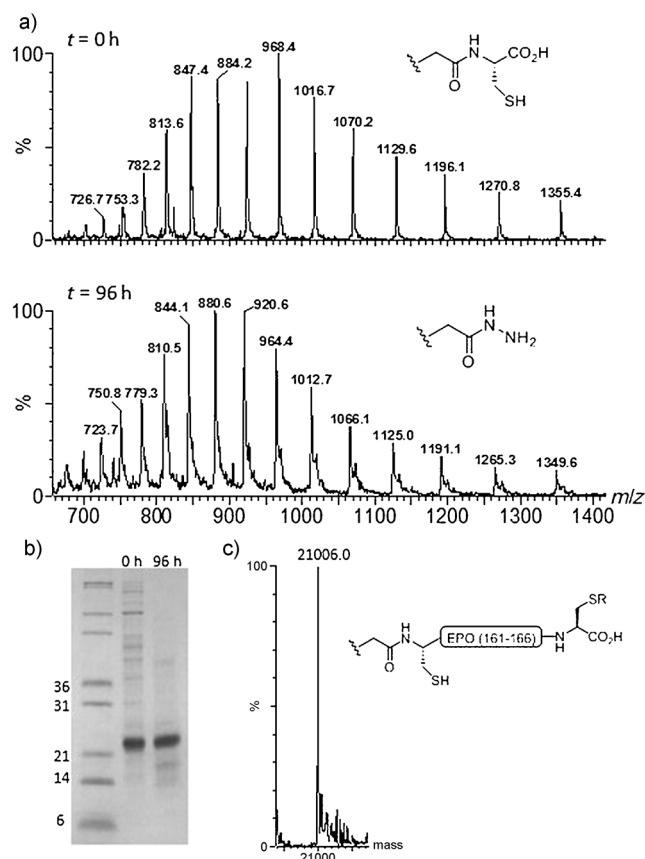 a)
t = 0 h
100
50
0
%
726.7 753.3 782.2 813.6 847.4 884.2 968.4 1016.7 1070.2 1129.6 1196.1 1270.8 1355.4
H
N
CO2H
O
SH
t = 96 h
100
50
0
%
723.7 750.8 779.3 810.5 844.1 880.6 920.6 964.4 1012.7 1066.1 1125.0 1191.1 1265.3 1349.6
H
N
NH2
O
700 800 900 1000 1100 1200 1300 1400 m/z
b)
0 h 96 h
36
31
21
14
6
c)
21006.0
100
%
0
21000
mass
H
N
O
SH
EPO (161-166)
N
H
SR
CO2H